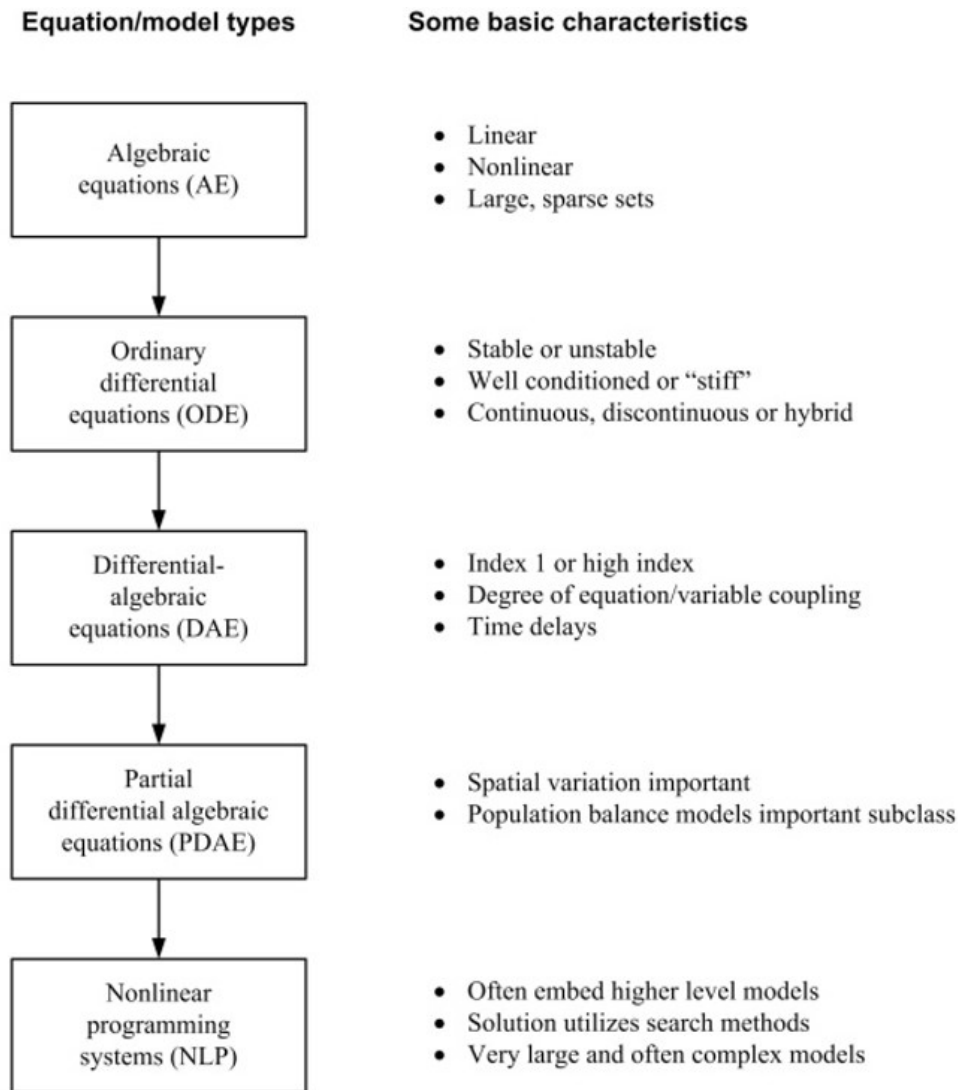 Equation/model types
Some basic characteristics
Algebraic
equations (AE)
• Linear
• Nonlinear
• Large, sparse sets
Ordinary
differential
equations (ODE)
• Stable or unstable
• Well conditioned or “stiff”
• Continuous, discontinuous or hybrid
Differential-
algebraic
equations (DAE)
• Index 1 or high index
• Degree of equation/variable coupling
• Time delays
Partial
differential algebraic
equations (PDAE)
• Spatial variation important
• Population balance models important subclass
Nonlinear
programming
systems (NLP)
• Often embed higher level models
• Solution utilizes search methods
• Very large and often complex models